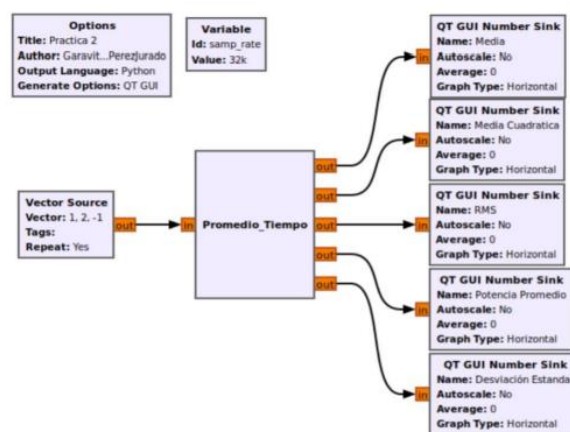 Options
Title: Practica 2
Author: Garavit...PerezJurado
Output Language: Python
Generate Options: QT GUI
Variable
Id: samp_rate
Value: 32k
QT GUI Number Sink
Name: Media
Autoscale: No
Average: 0
Graph Type: Horizontal
in
QT GUI Number Sink
Name: Media Cuadratica
Autoscale: No
Average: 0
Graph Type: Horizontal
in
Vector Source
Vector: 1, 2, -1
Tags:
Repeat: Yes
out
in
Promedio_Tiempo
out
out
out
out
out
QT GUI Number Sink
Name: RMS
Autoscale: No
Average: 0
Graph Type: Horizontal
in
QT GUI Number Sink
Name: Potencia Promedio
Autoscale: No
Average: 0
Graph Type: Horizontal
in
QT GUI Number Sink
Name: Desviación Estanda
Autoscale: No
Average: 0
Graph Type: Horizontal
in